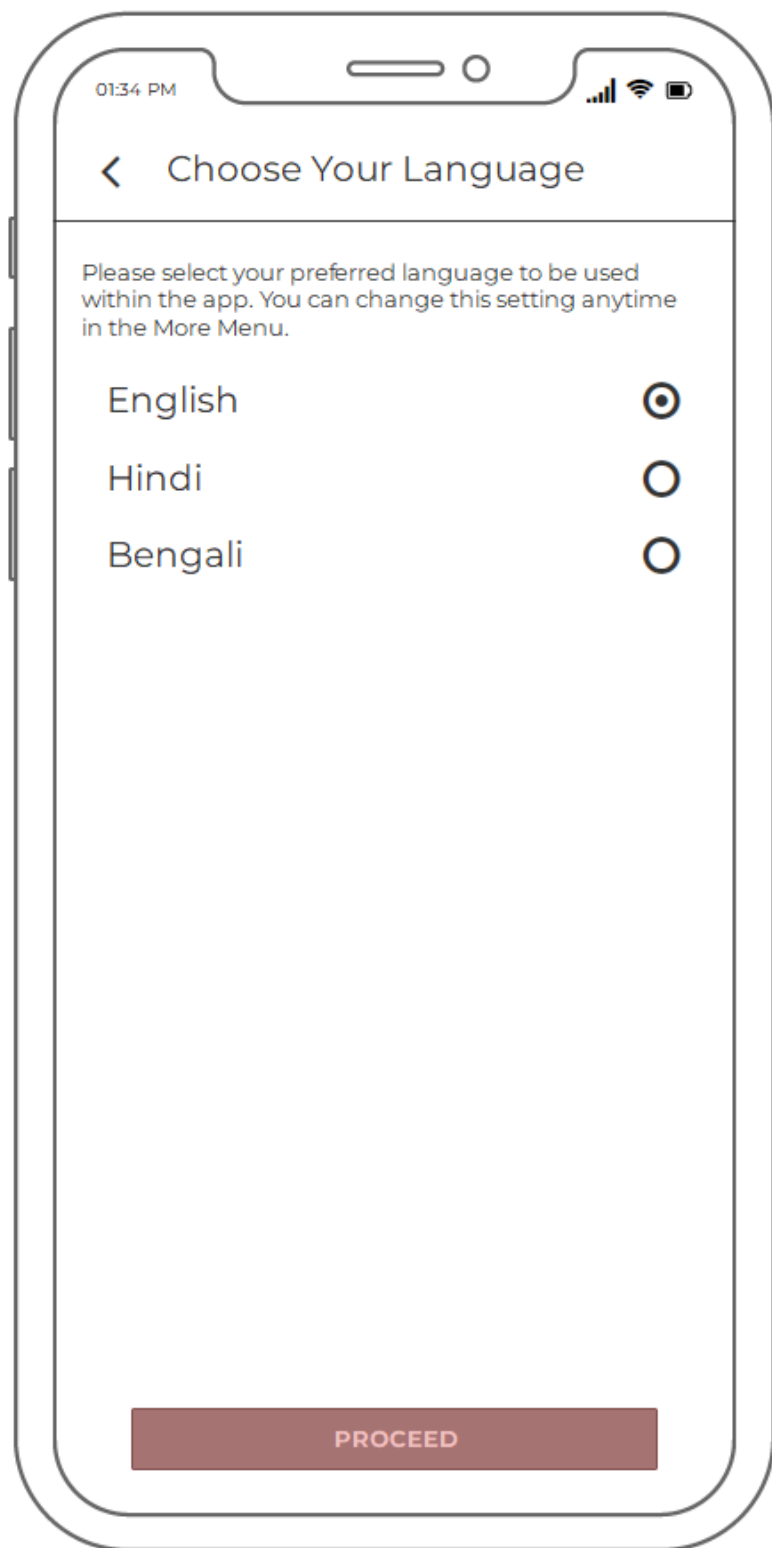 01:34 PM
Choose Your Language
Please select your preferred language to be used
within the app. You can change this setting anytime
in the More Menu.
English
Hindi
Bengali
PROCEED